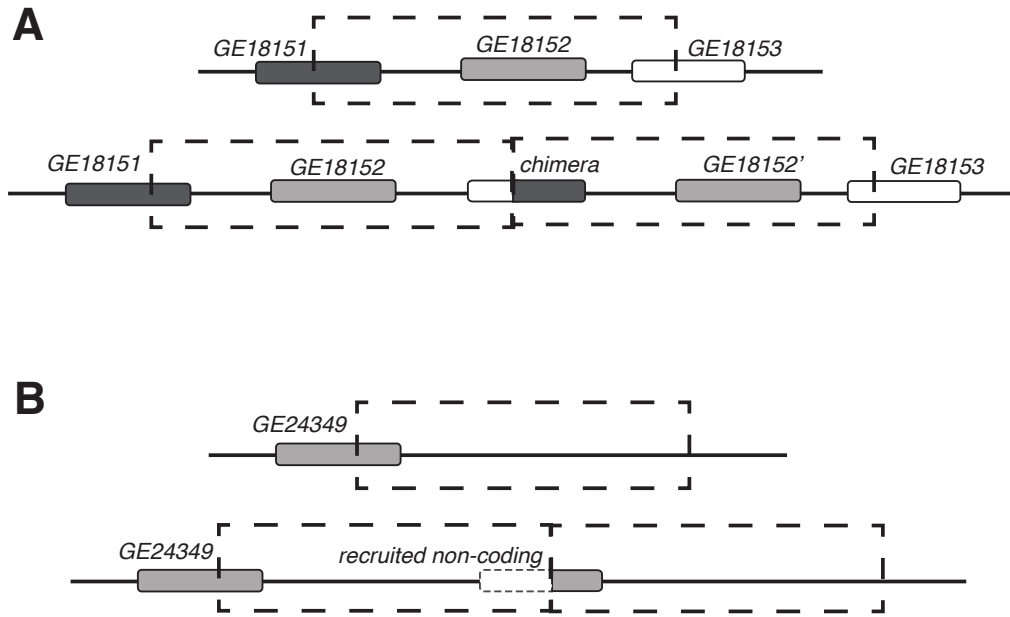 A
GE18151 GE18152 GE18153
GE18151 GE18152 chimera GE18152’ GE18153
B
GE24349
GE24349 recruited non-coding